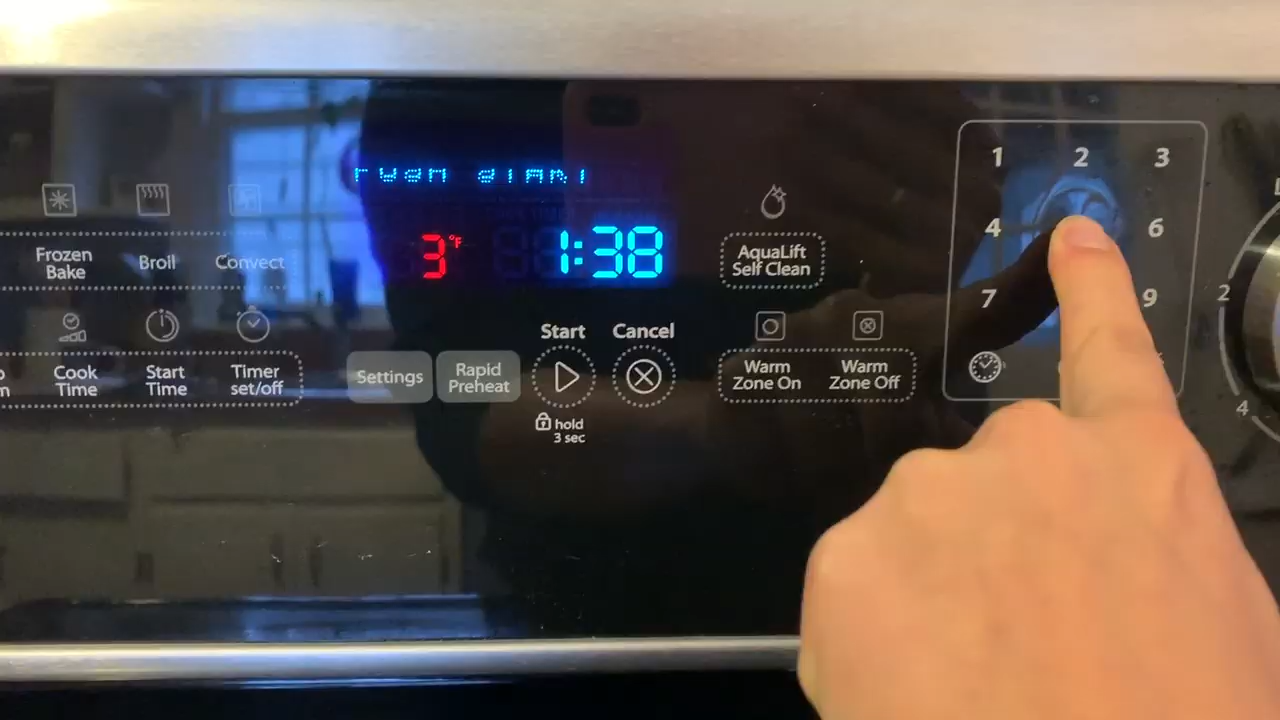 1 2 3
3°F 1:38
4 6
Frozen Bake
Broil
Convect
AquaLift Self Clean
7 9
2
Start Cancel
Cook Time
Start Time
Timer set/off
Settings
Rapid Preheat
Warm Zone On
Warm Zone Off
hold 3 sec
4